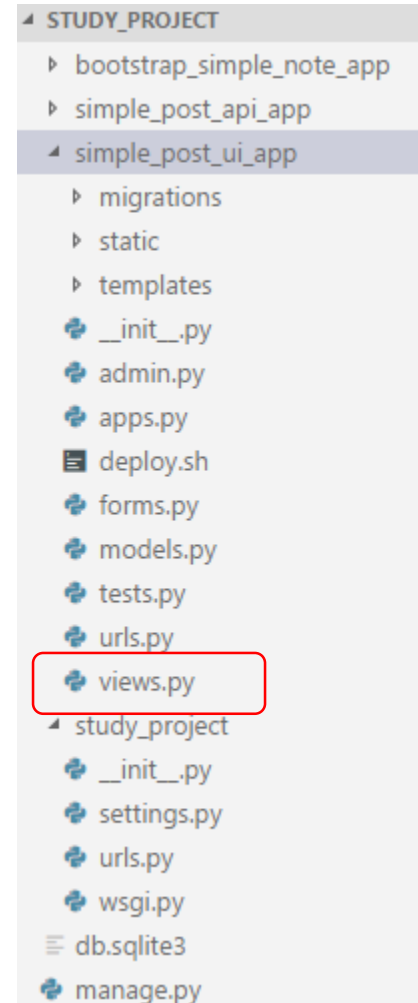 STUDY_PROJECT
bootstrap_simple_note_app
simple_post_api_app
simple_post_ui_app
migrations
static
templates
__init__.py
admin.py
apps.py
deploy.sh
forms.py
models.py
tests.py
urls.py
views.py
study_project
__init__.py
settings.py
urls.py
wsgi.py
db.sqlite3
manage.py